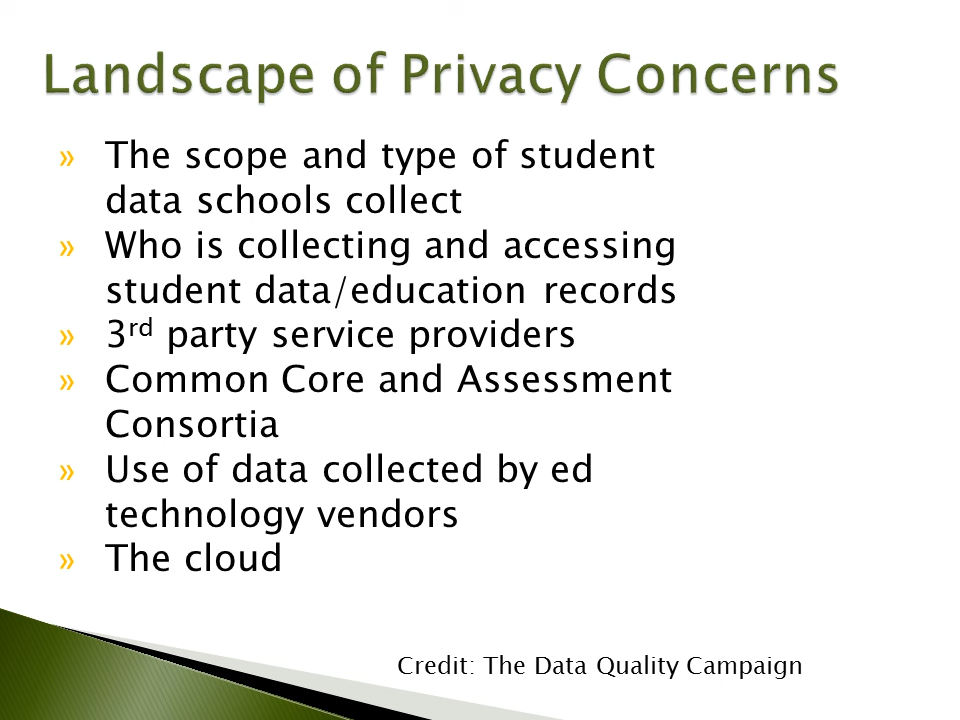 Landscape of Privacy Concerns
» The scope and type of student
data schools collect
» Who is collecting and accessing
student data/education records
» 3rd party service providers
» Common Core and Assessment
Consortia
» Use of data collected by ed
technology vendors
» The cloud
Credit: The Data Quality Campaign